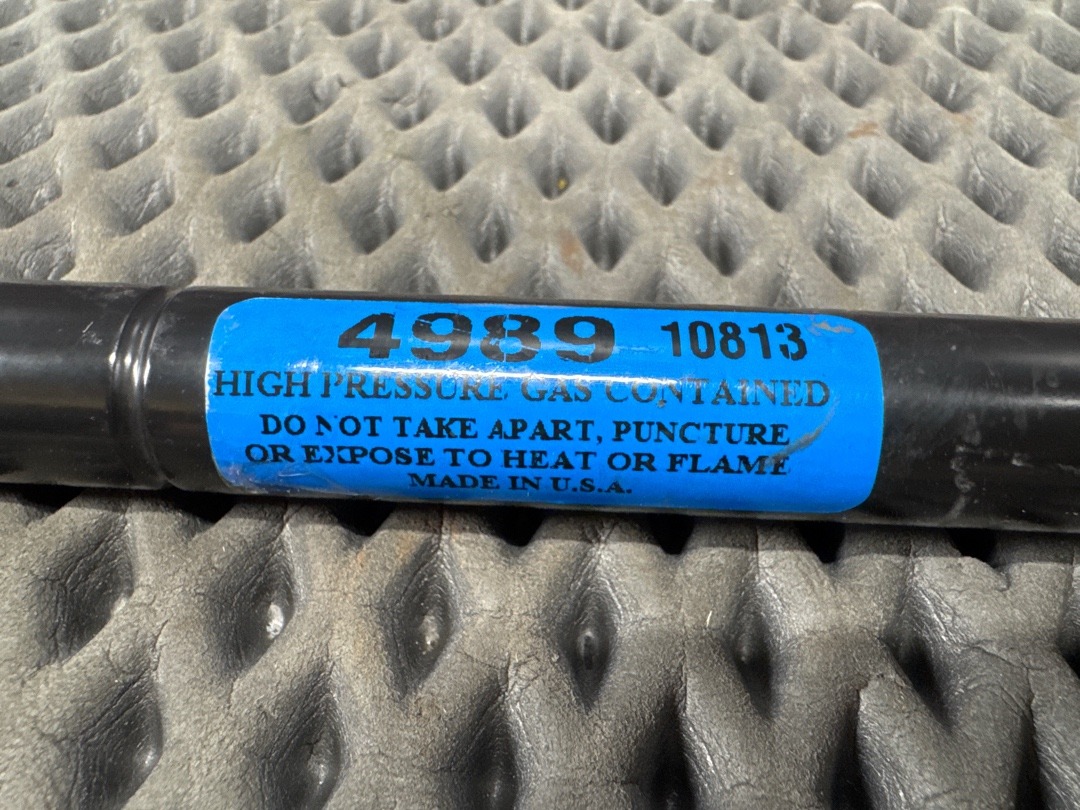 4989 10813
HIGH PRESSURE GAS CONTAINED
DO NOT TAKE APART, PUNCTURE
OR EXPOSE TO HEAT OR FLAME
MADE IN U.S.A.